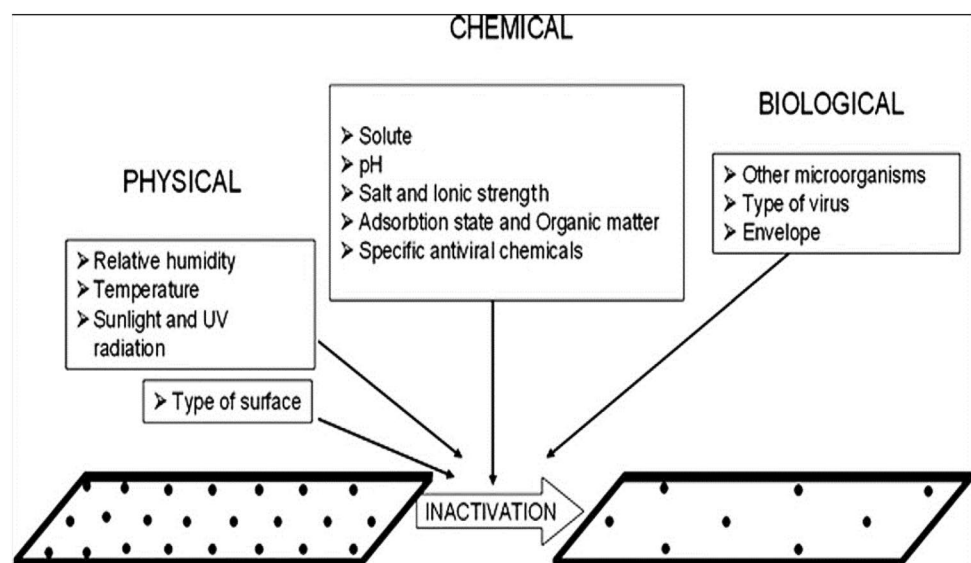 CHEMICAL
➤ Solute
➤ pH
➤ Salt and Ionic strength
➤ Adsorbtion state and Organic matter
➤ Specific antiviral chemicals
BIOLOGICAL
➤ Other microorganisms
➤ Type of virus
➤ Envelope
PHYSICAL
➤ Relative humidity
➤ Temperature
➤ Sunlight and UV
radiation
➤ Type of surface
INACTIVATION